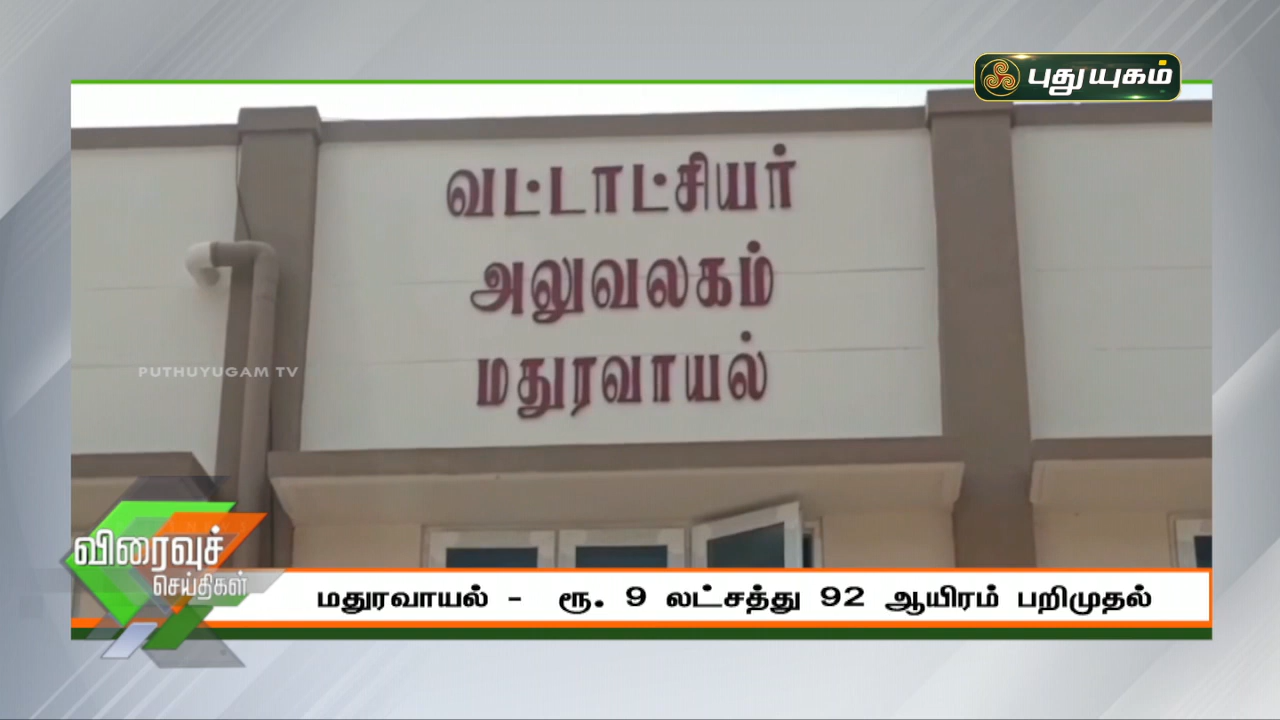 புதுயுகம்
வட்டாட்சியர்
அலுவலகம்
மதுரவாயல்
PUTHUYUGAM TV
விரைவுச்
செய்திகள்
மதுரவாயல் - ரூ. 9 லட்சத்து 92 ஆயிரம் பறிமுதல்